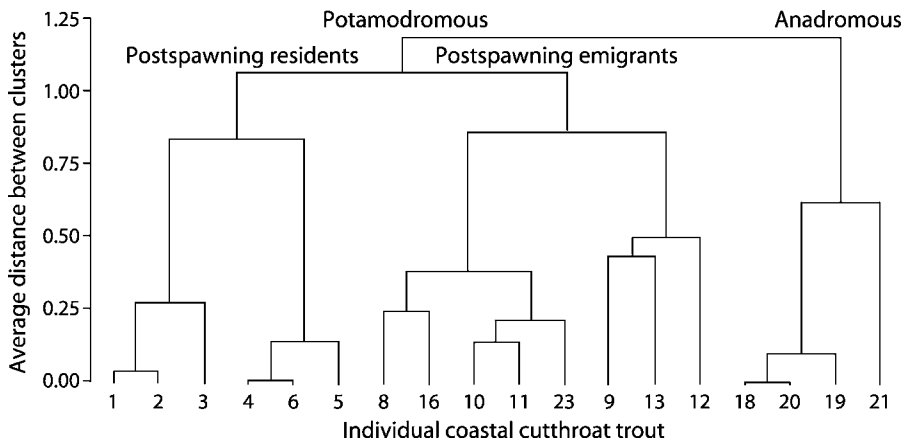 Potamodromous Anadromous
Postspawning residents Postspawning emigrants
Average distance between clusters
1.25
1.00
0.75
0.50
0.25
0.00
1 2 3 4 6 5 8 16 10 11 23 9 13 12 18 20 19 21
Individual coastal cutthroat trout